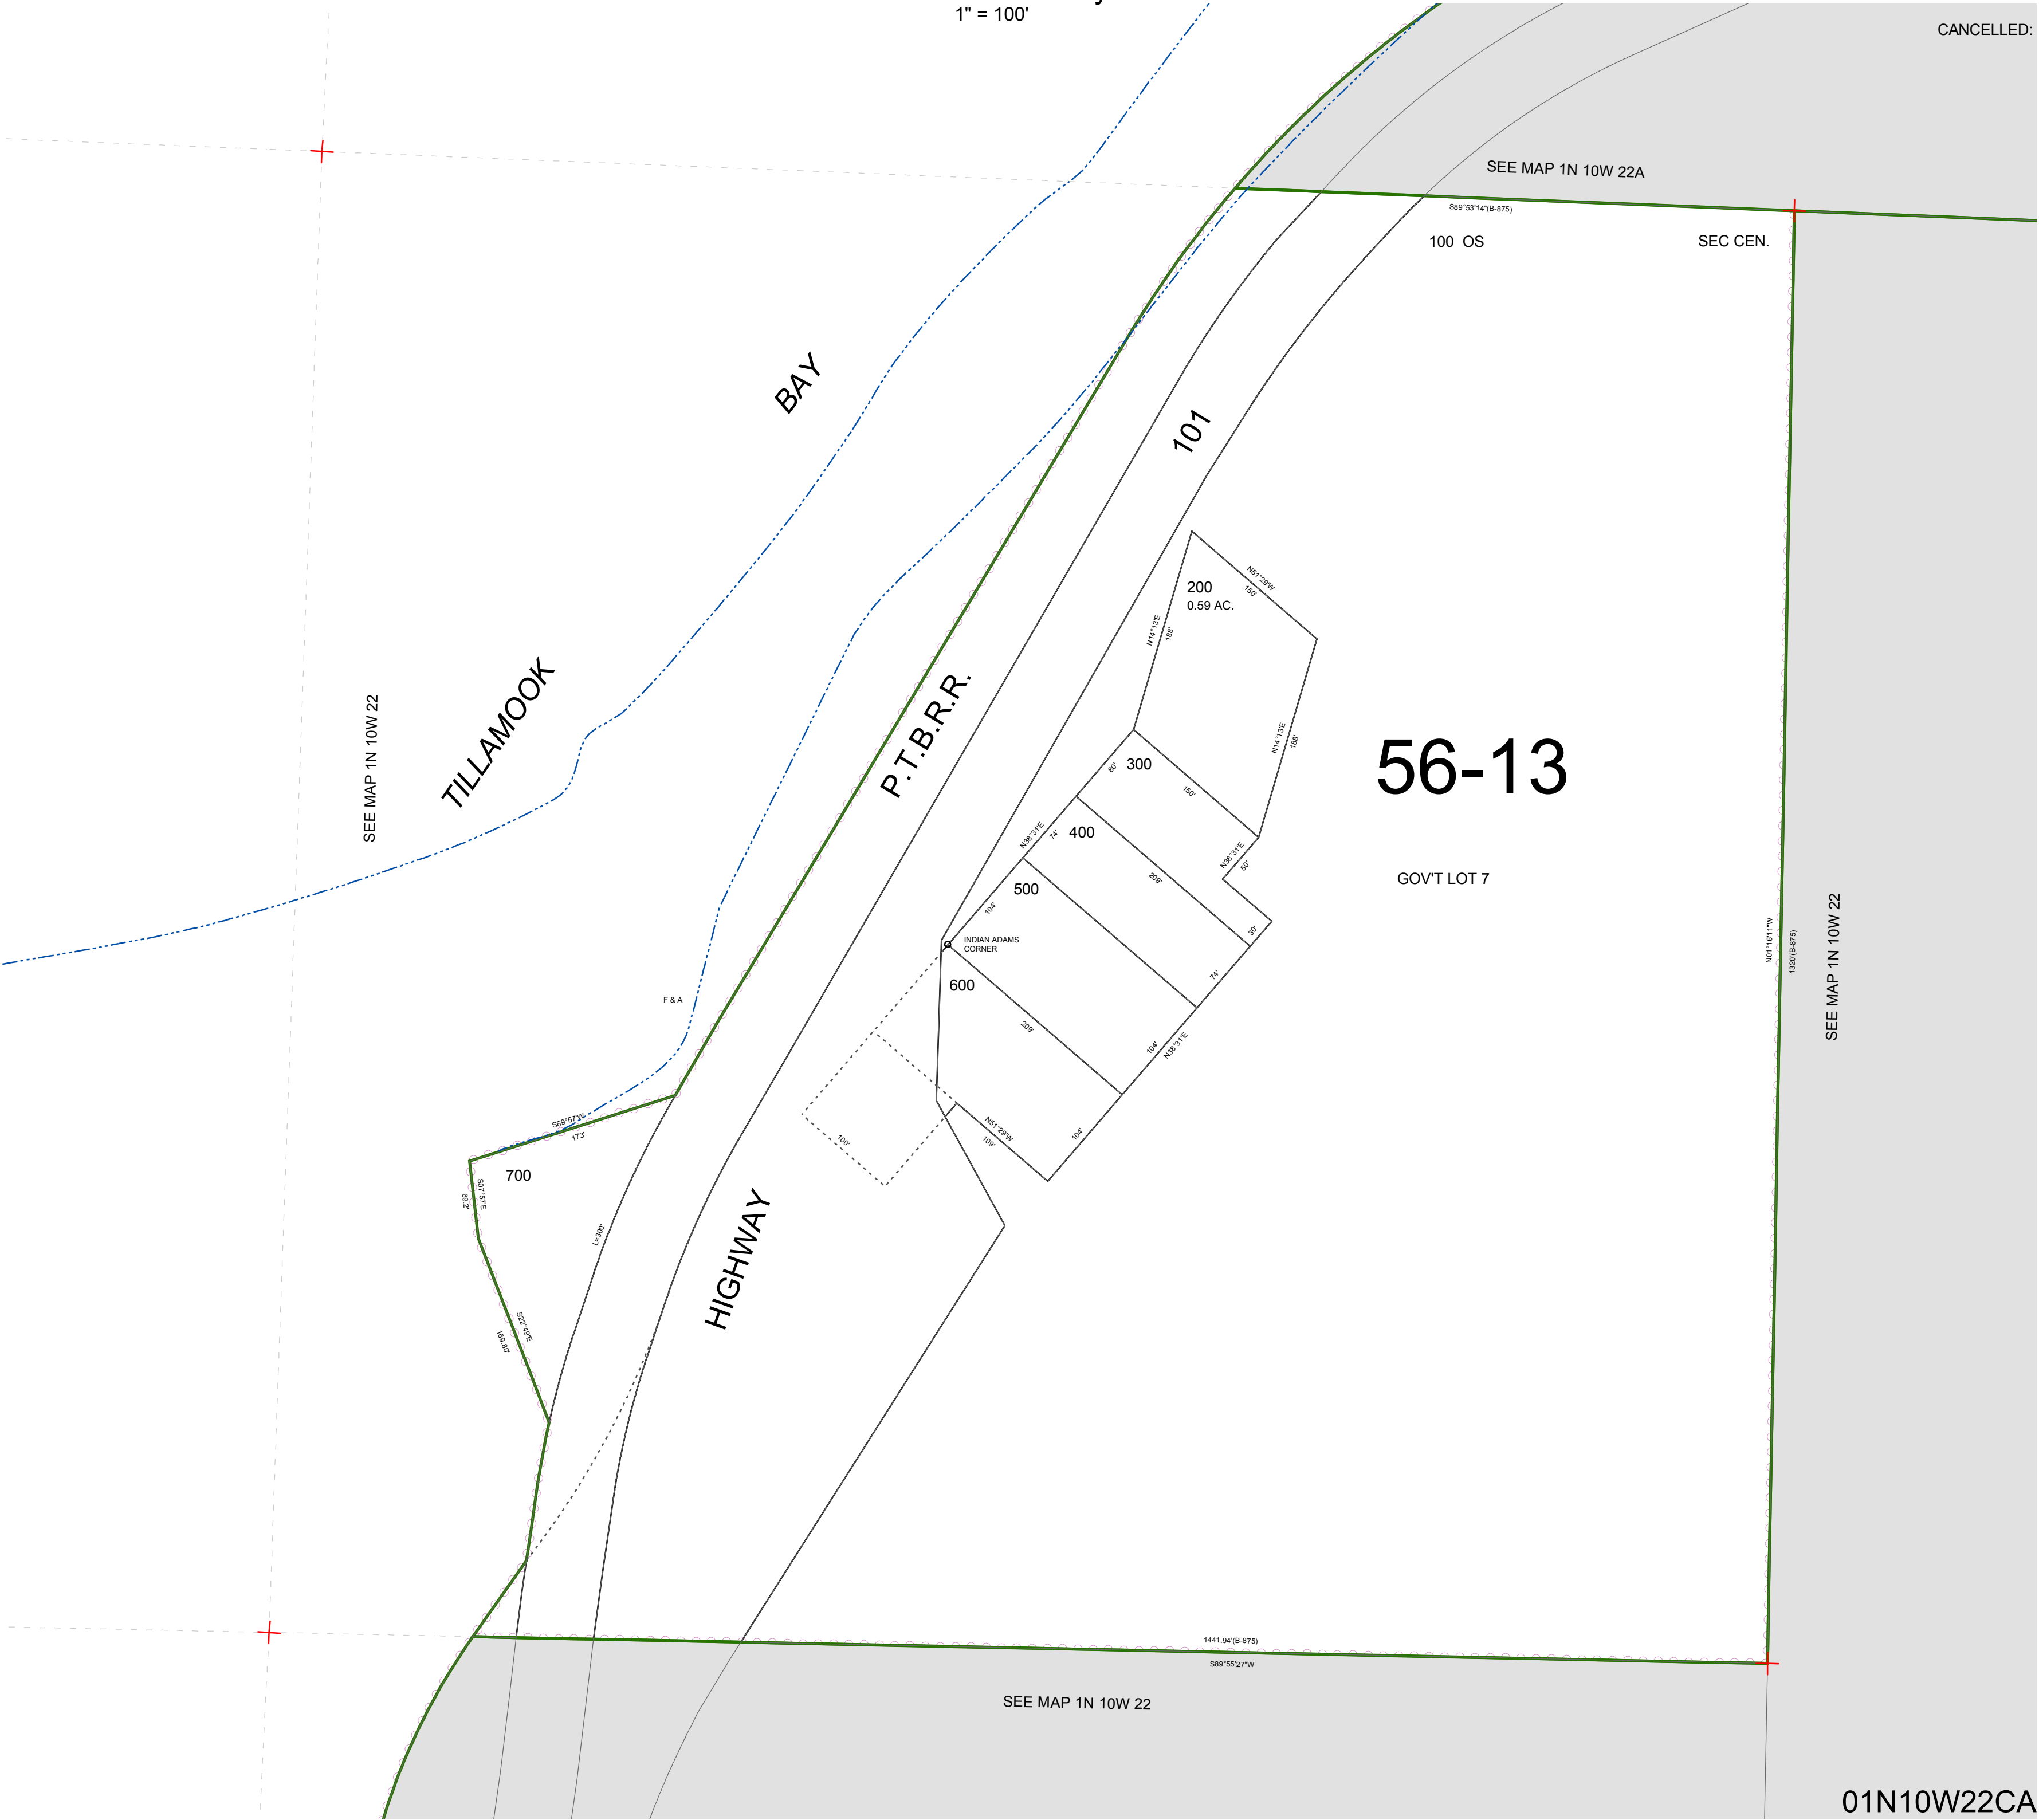 1" = 100'
CANCELLED:
SEE MAP 1N 10W 22A
S89°53'14"(B-875)
100 OS
SEC CEN.
BAY
101
N51°29'W
150'
200
0.59 AC.
N14°13'E
188'
TILLAMOOK
SEE MAP 1N 10W 22
P.T.B.R.R.
N14°13'E
188'
56-13
300
80'
150'
N38°31'E
74'
400
N38°31'E
50'
209'
GOV'T LOT 7
500
104'
30'
INDIAN ADAMS
CORNER
74'
N01°16'11"W
1320'(B-875)
SEE MAP 1N 10W 22
600
F & A
209'
104'
N38°31'E
S69°57'W
173'
100'
N51°29'W
109'
104'
700
S07°57'E
69.2'
L=300'
HIGHWAY
S22°49'E
169.80'
1441.94'(B-875)
S89°55'27"W
SEE MAP 1N 10W 22
01N10W22CA